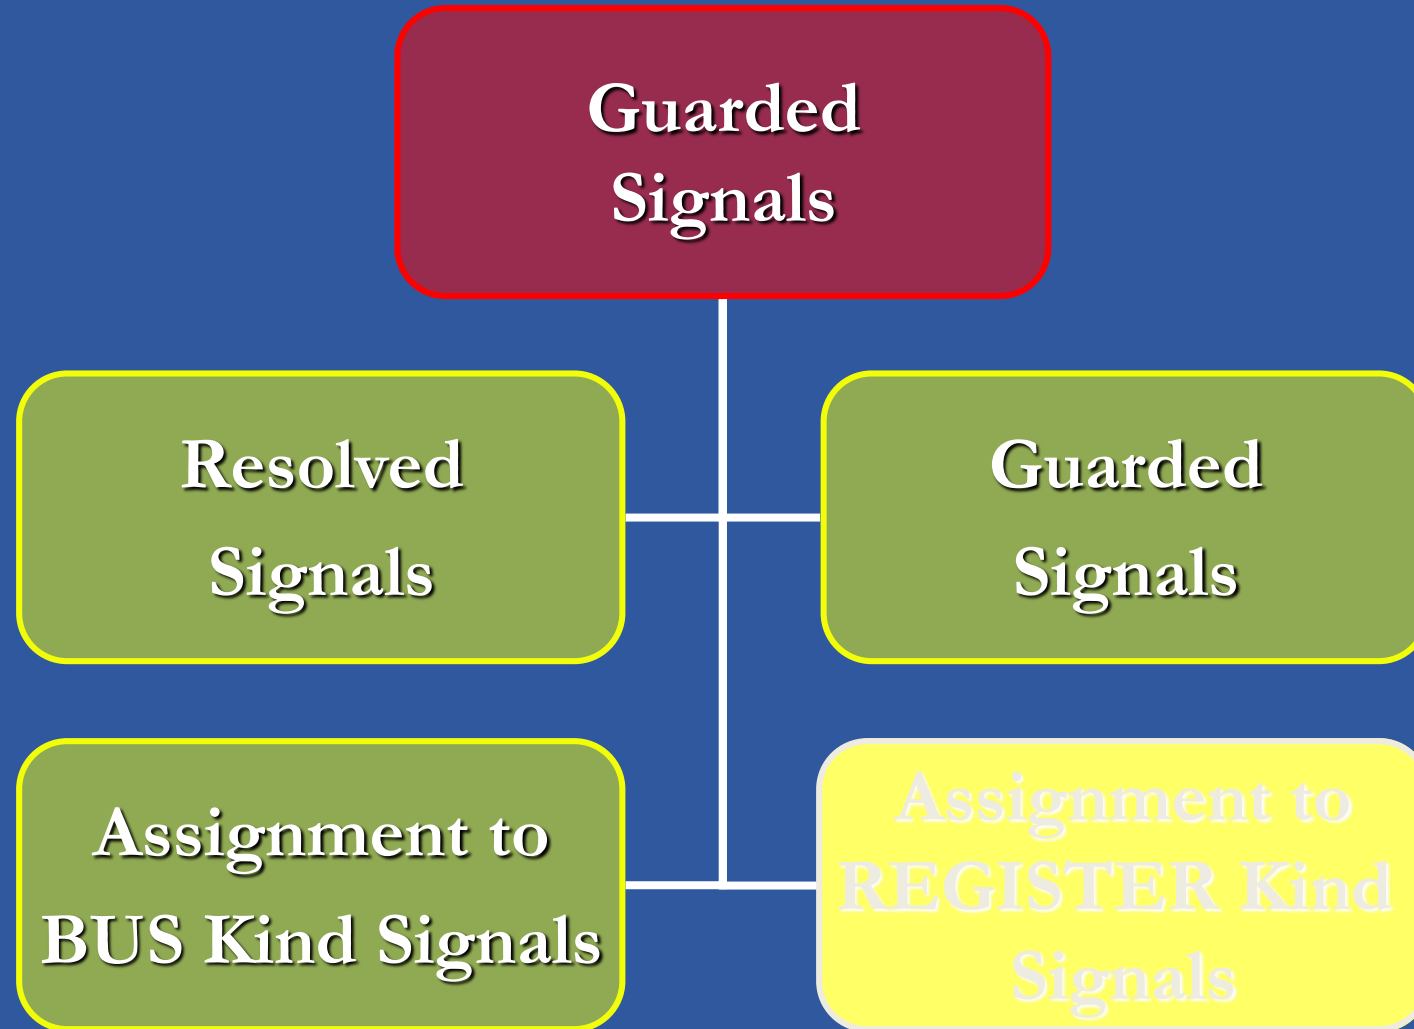 Guarded
Signals
Resolved
Signals
Guarded
Signals
Assignment to
BUS Kind Signals
Assignment to
REGISTER Kind
Signals